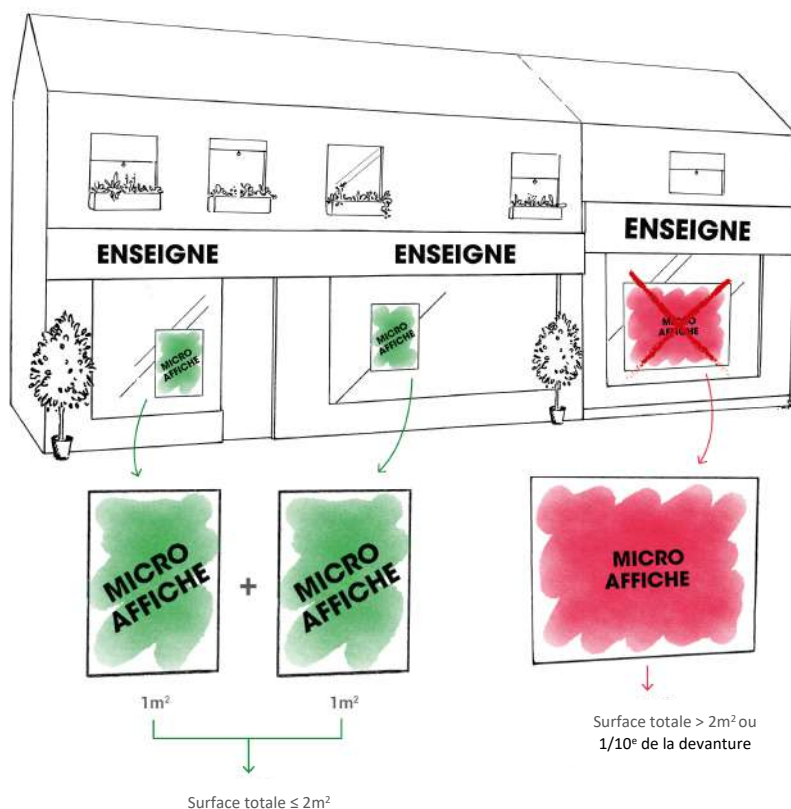 ENSEIGNE
ENSEIGNE
ENSEIGNE
MICRO
AFFICHE
MICRO
AFFICHE
MICRO
AFFICHE
MICRO
AFFICHE
+
MICRO
AFFICHE
MICRO
AFFICHE
1m²
1m²
Surface totale > 2m² ou
1/10ᵉ de la devanture
Surface totale ≤ 2m²